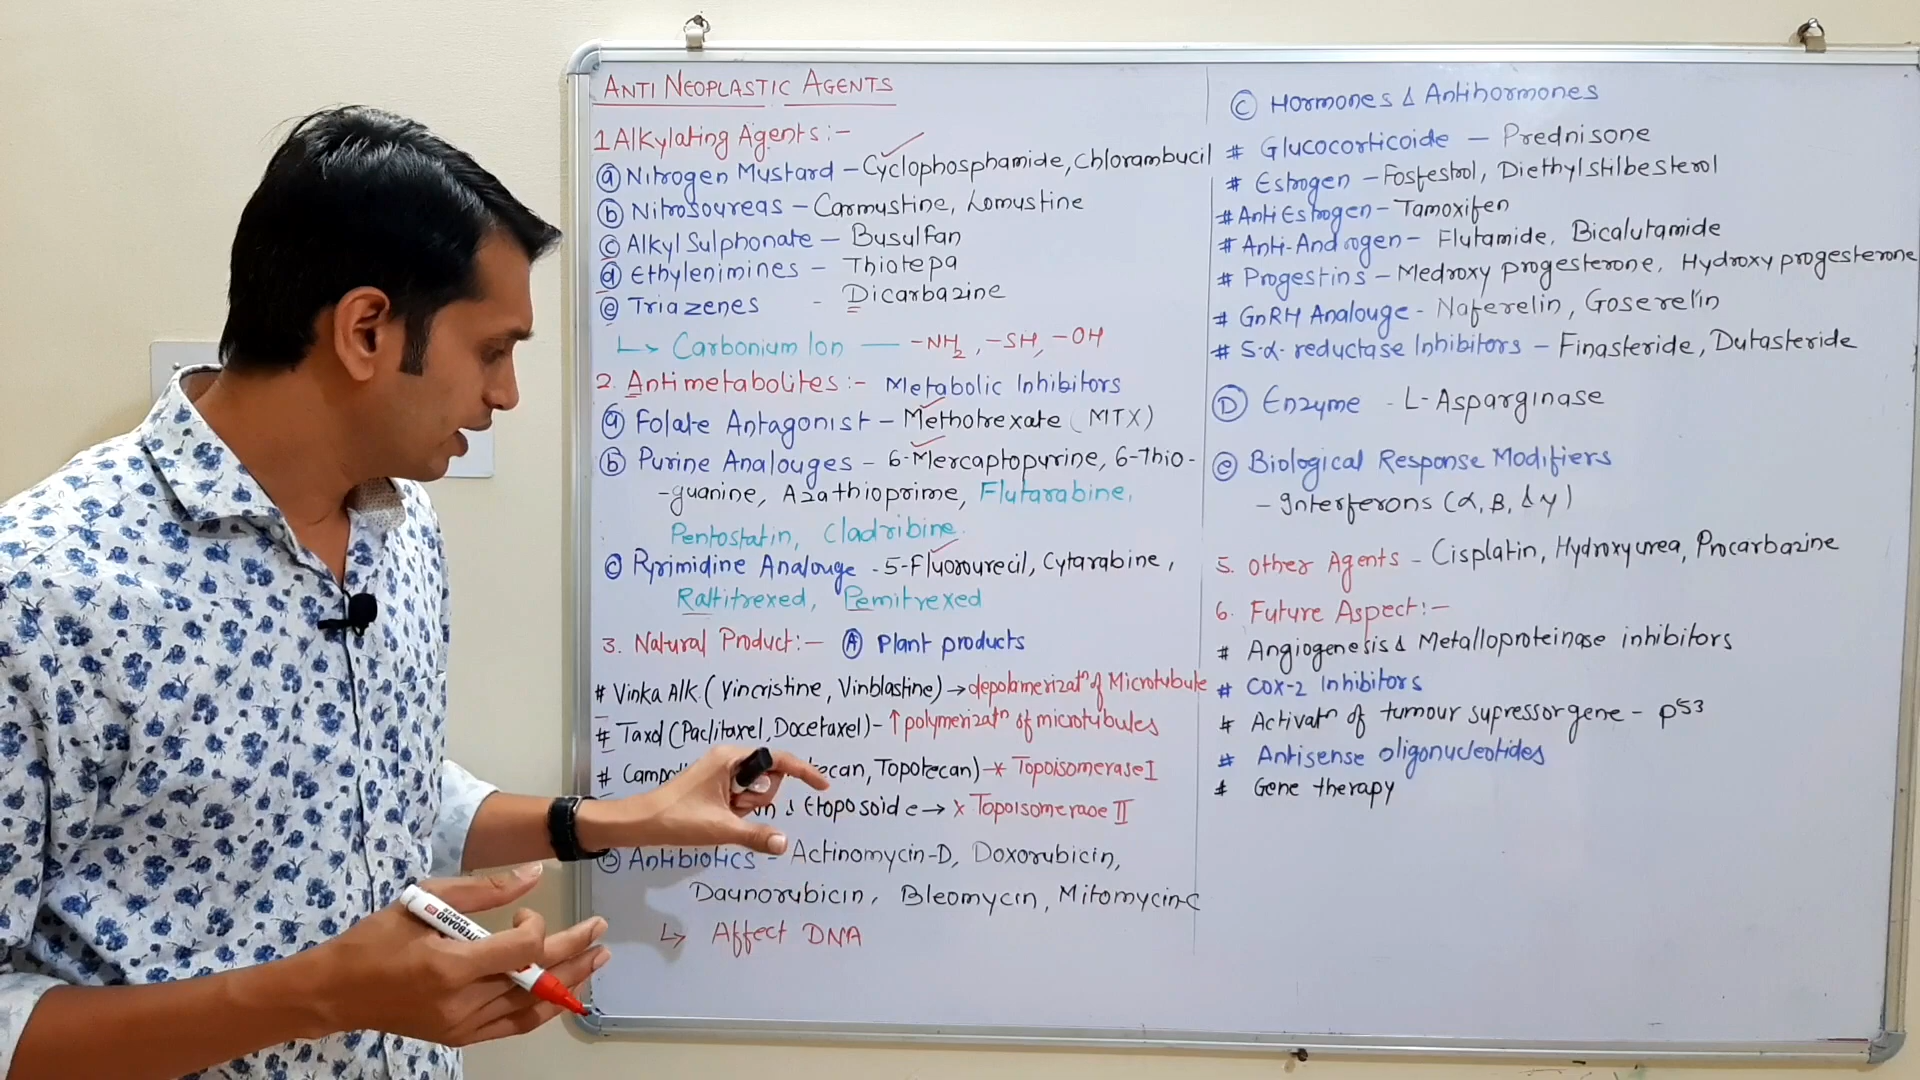 ANTI NEOPLASTIC AGENTS
1 Alkylating Agents:-
ⓐ Nitrogen Mustard - Cyclophosphamide, Chlorambucil
ⓑ Nitrosoureas - Carmustine, Lomustine
ⓒ Alkyl Sulphonate - Busulfan
ⓓ Ethylenimines - Thiotepa
ⓔ Triazenes - Dicarbazine
↳ Carbonium Ion — -NH2, -SH, -OH
2. Antimetabolites:- Metabolic Inhibitors
ⓐ Folate Antagonist - Methotrexate (MTX)
ⓑ Purine Analouges - 6-Mercaptopurine, 6-Thio-
-guanine, Azathioprime, Flutarabine,
Pentostatin, Cladribine.
ⓒ Pyrimidine Analouge - 5-Fluorourecil, Cytarabine,
Raltitrexed, Pemitrexed
3. Natural Product:- Ⓐ Plant products
# Vinka Alk. (Vincristine, Vinblastine) → depolamerizatⁿ of Microtubule
# Taxol (Paclitaxel, Docetaxel) - ↑ polymerizatⁿ of microtubules
# Camp ecan, Topotecan) -* Topoisomerase I
& Etoposoide → x Topoisomerase II
Ⓑ Antibiotics - Actinomycin-D, Doxorubicin,
Daunorubicin, Bleomycin, Mitomycin-C
↳ Affect DNA
Ⓒ Hormones & Antihormones
# Glucocorticoide - Prednisone
# Estrogen - Fosfestrol, Diethylstilbesterol
# Anti Estrogen - Tamoxifen
# Anti-Androgen - Flutamide, Bicalutamide
# Progestins - Medroxy progesterone, Hydroxy progesterone
# GnRH Analouge - Naferelin, Goserelin
# 5-α-reductase Inhibitors - Finasteride, Dutasteride
Ⓓ Enzyme - L-Asparginase
ⓔ Biological Response Modifiers
- Interferons (α, β, & γ)
5. Other Agents - Cisplatin, Hydroxyurea, Procarbazine
6. Future Aspect:-
# Angiogenesis & Metalloproteinase inhibitors
# COX-2 Inhibitors
# Activatⁿ of tumour supressor gene - p53
# Antisense oligonucleotides
# Gene therapy
WHITEBOARD
MARKER